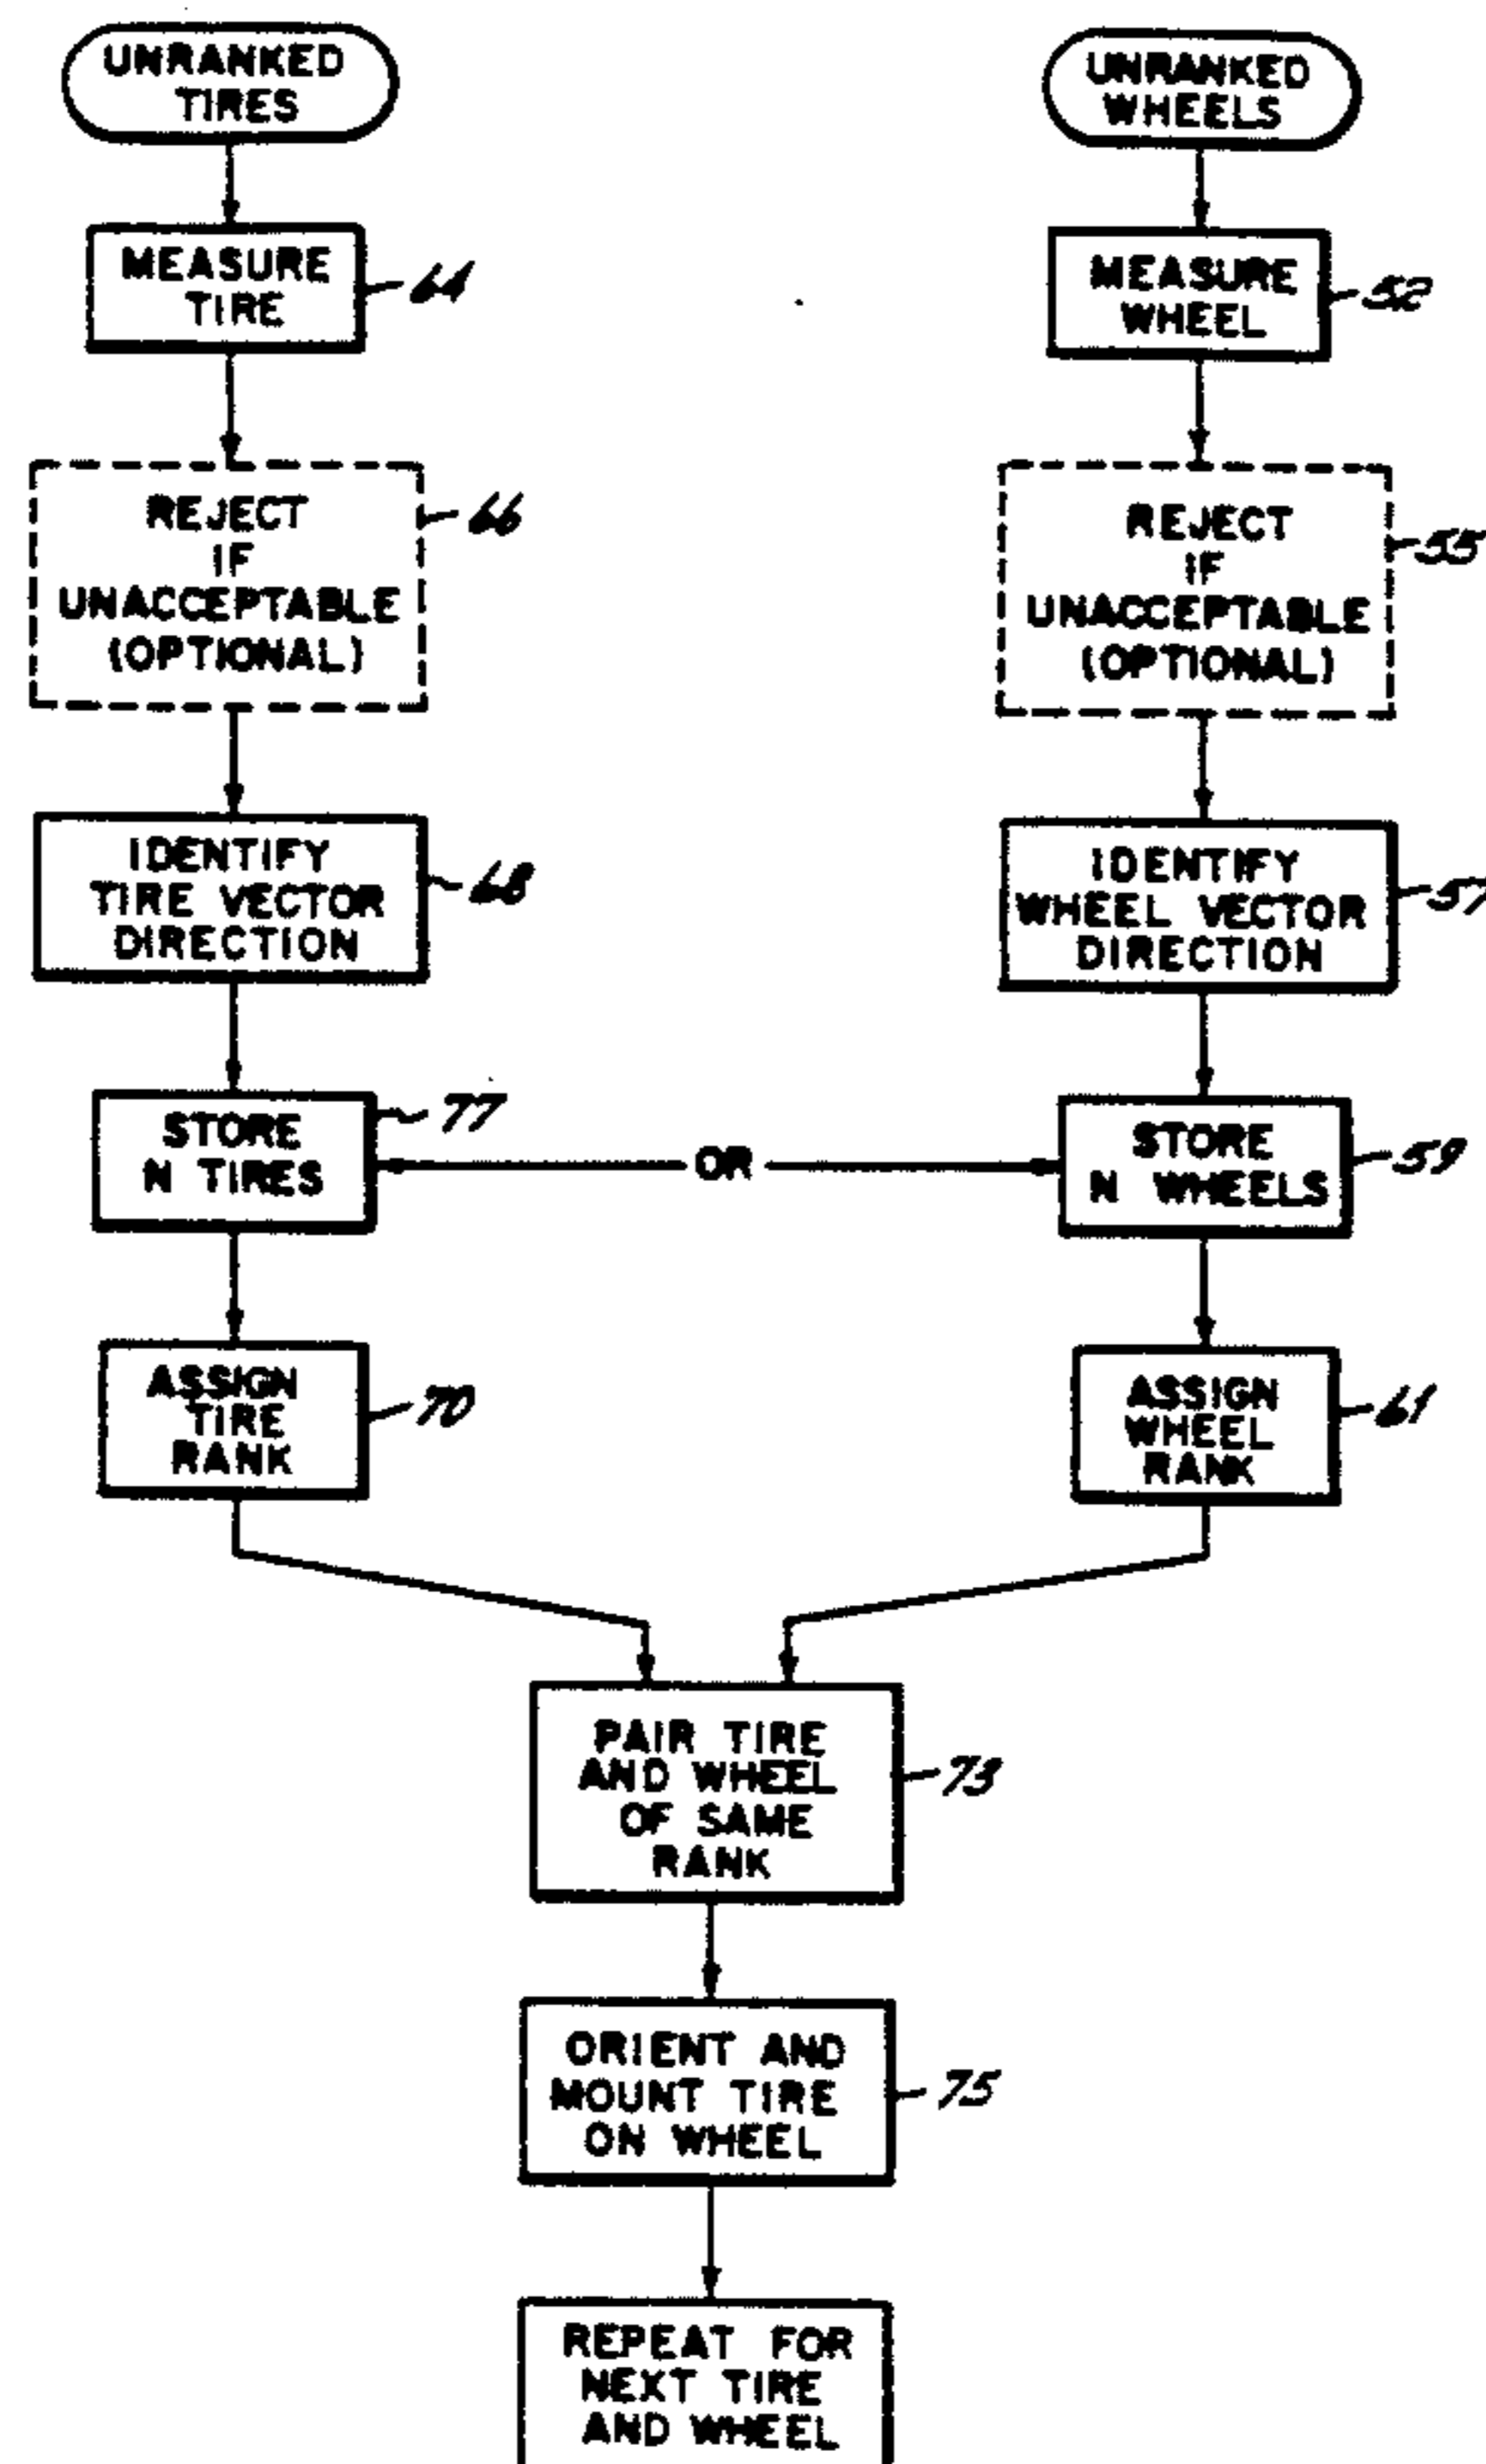 UNRANKED
TIRES
MEASURE
TIRE
64
REJECT
IF
UNACCEPTABLE
(OPTIONAL)
66
IDENTIFY
TIRE VECTOR
DIRECTION
68
STORE
N TIRES
77
OR
ASSIGN
TIRE
RANK
70
UNRANKED
WHEELS
MEASURE
WHEEL
52
REJECT
IF
UNACCEPTABLE
(OPTIONAL)
55
IDENTIFY
WHEEL VECTOR
DIRECTION
57
STORE
N WHEELS
59
ASSIGN
WHEEL
RANK
61
PAIR TIRE
AND WHEEL
OF SAME
RANK
73
ORIENT AND
MOUNT TIRE
ON WHEEL
75
REPEAT FOR
NEXT TIRE
AND WHEEL